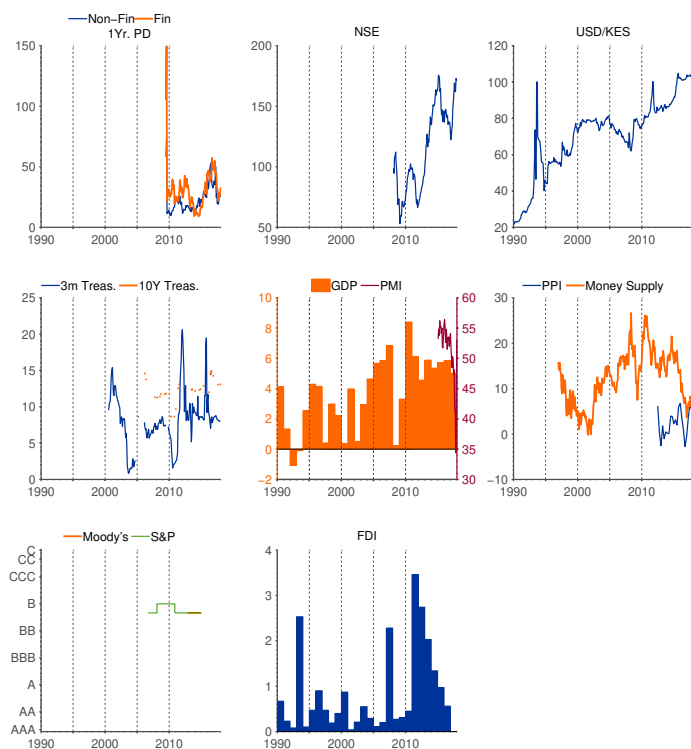 Non-Fin Fin
1Yr. PD
150
100
50
0
1990 2000 2010
NSE
200
150
100
50
1990 2000 2010
USD/KES
120
100
80
60
40
20
1990 2000 2010
3m Treas. 10Y Treas.
25
20
15
10
5
0
1990 2000 2010
GDP PMI
10
8
6
4
2
0
−2
60
55
50
45
40
35
30
1990 2000 2010
PPI Money Supply
30
20
10
0
−10
1990 2000 2010
Moody's S&P
C
CC
CCC
B
BB
BBB
A
AA
AAA
1990 2000 2010
FDI
4
3
2
1
0
1990 2000 2010